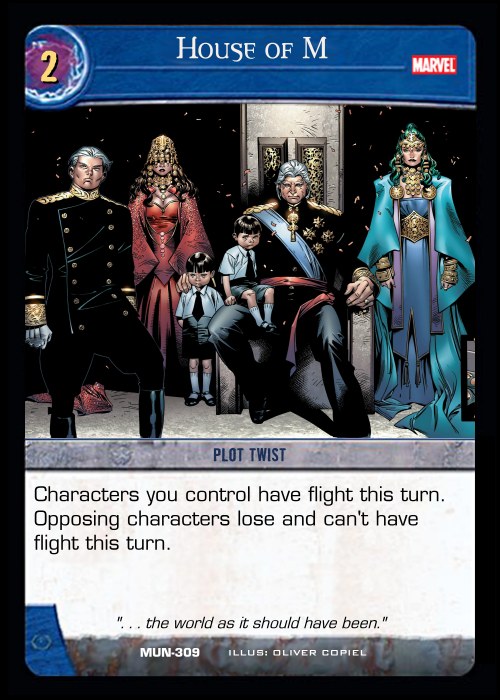 2
House of M
MARVEL
PLOT TWIST
Characters you control have flight this turn.
Opposing characters lose and can't have
flight this turn.
". . . the world as it should have been."
MUN-309 ILLUS: OLIVER COPIEL